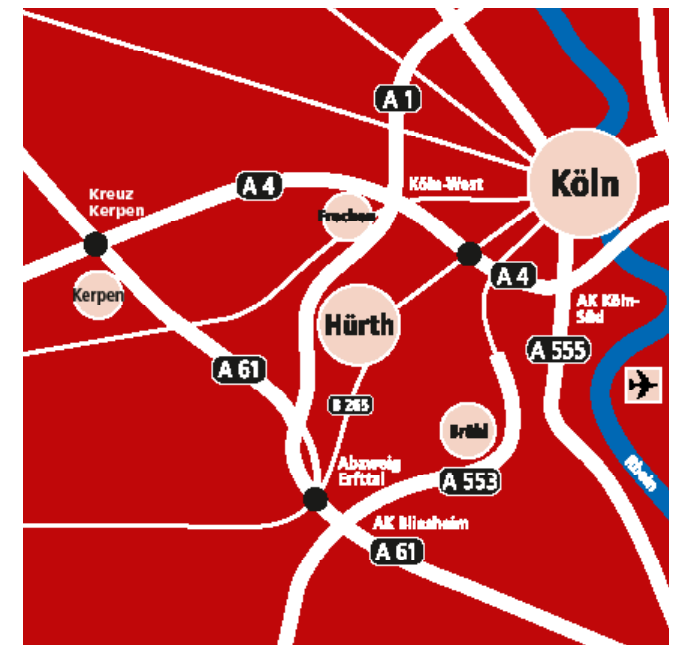 A 1
Köln-West
Köln
A 4
Kreuz
Kerpen
Frechen
A 4
Kerpen
AK Köln-
Süd
Hürth
A 555
A 61
B 265
Brühl
Rhein
Abzweig
Erfttal
A 553
AK Bliesheim
A 61